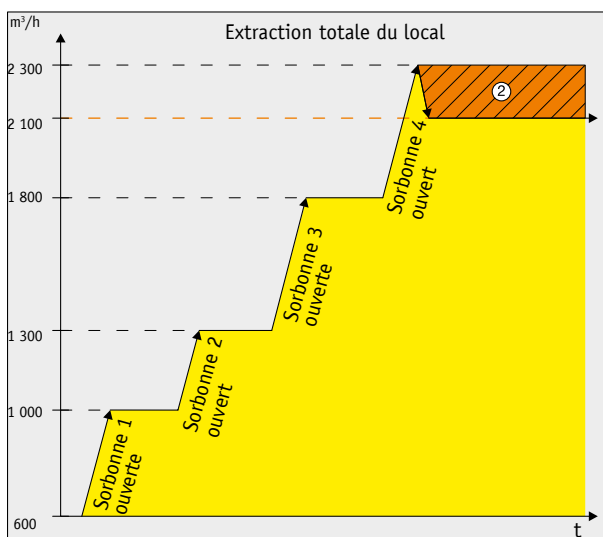 m³/h
Extraction totale du local
2 300
2 100
1 800
1 300
1 000
600
Sorbonne 1
ouverte
Sorbonne 2
ouvert
Sorbonne 3
ouverte
Sorbonne 4
ouvert
2
t